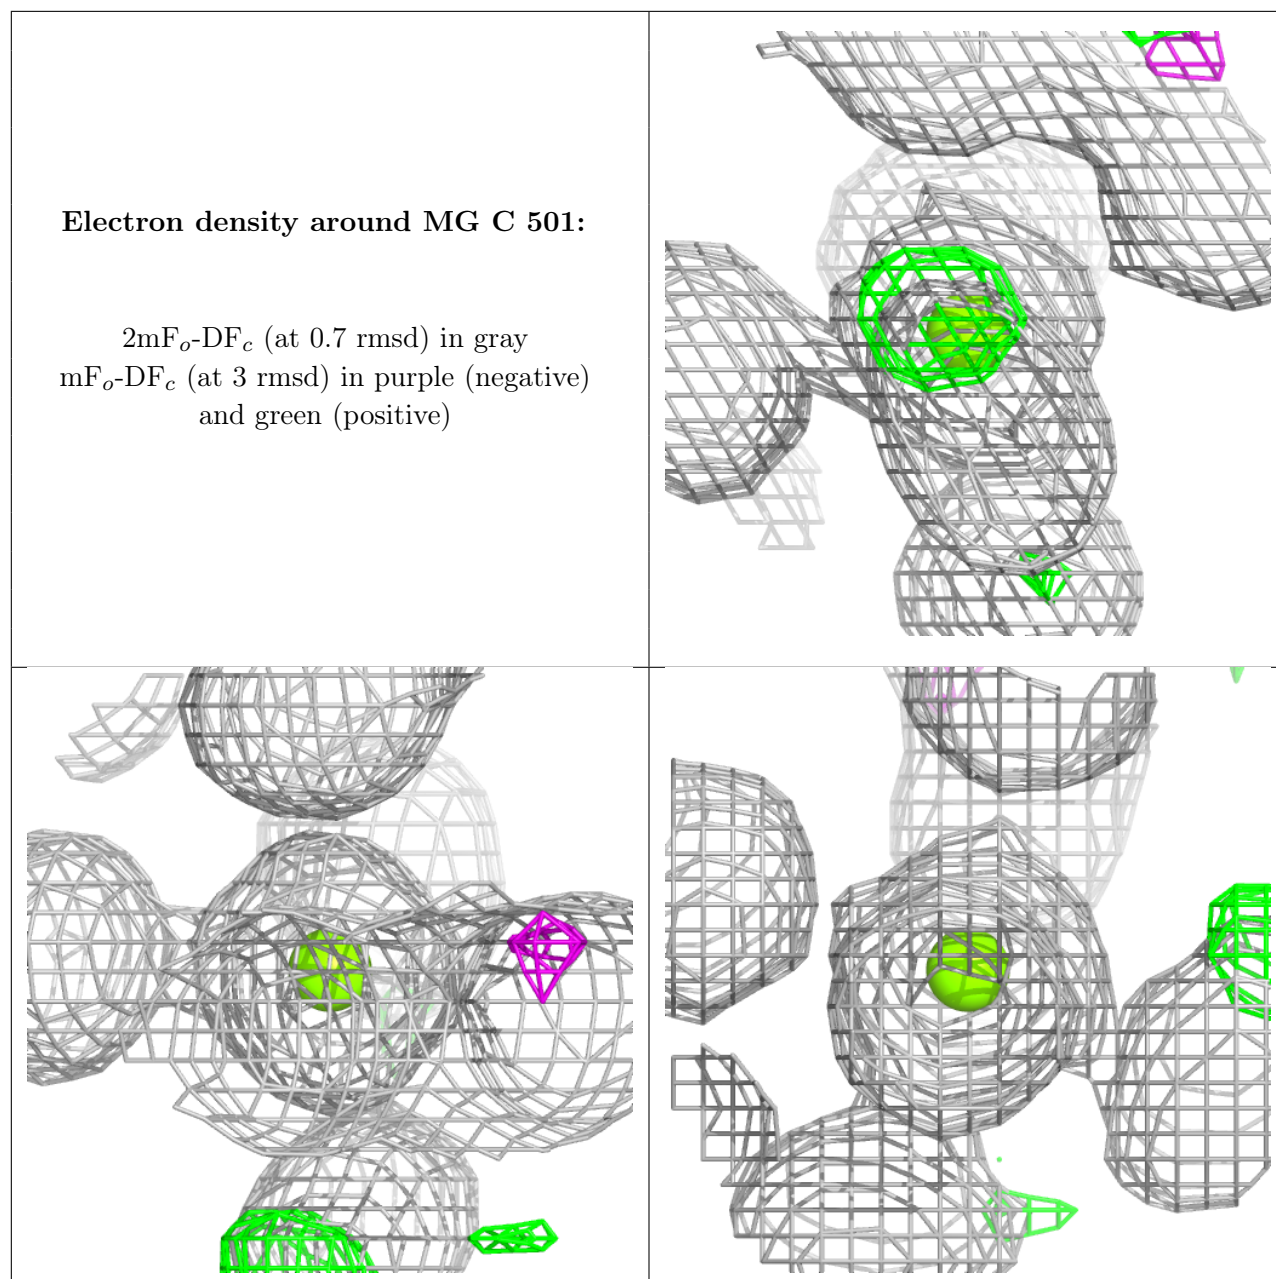 Electron density around MG C 501:
2mFo-DFc (at 0.7 rmsd) in gray
mFo-DFc (at 3 rmsd) in purple (negative)
and green (positive)